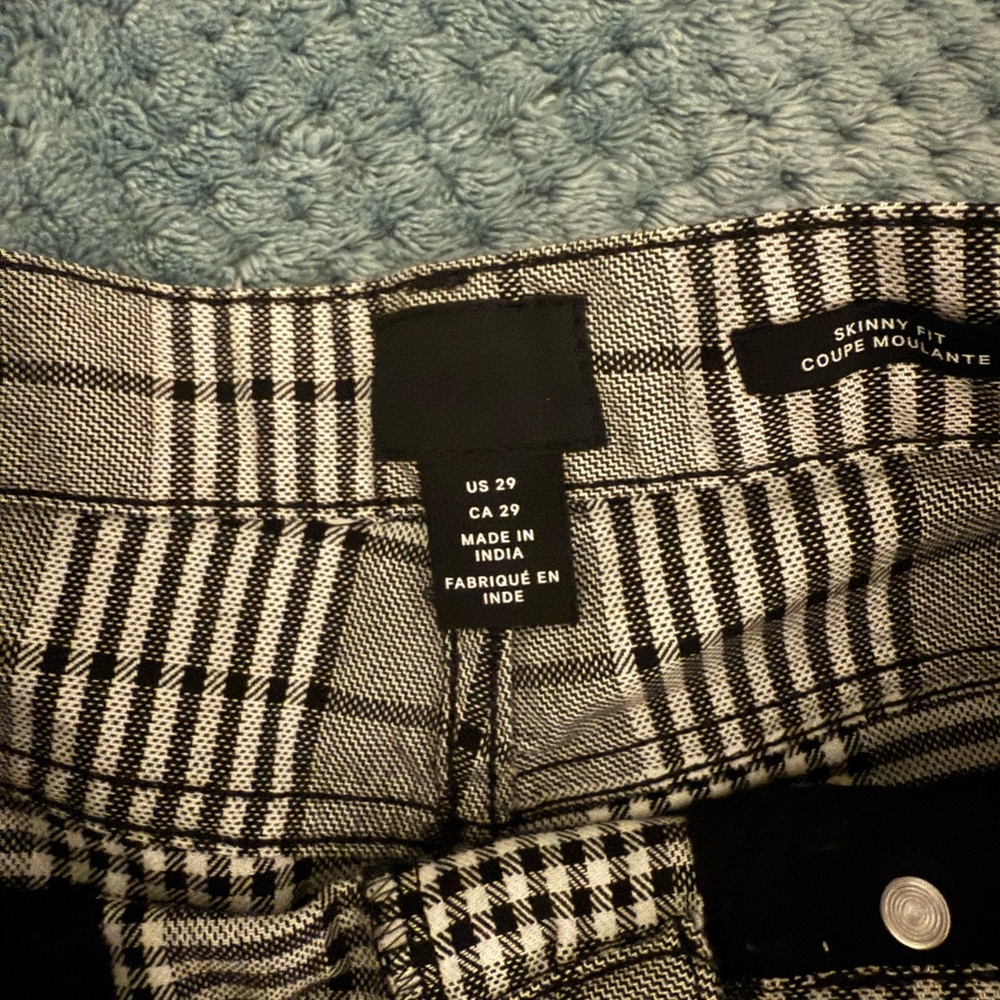 SKINNY FIT
COUPE MOULANTE
US 29
CA 29
MADE IN
INDIA
FABRIQUÉ EN
INDE